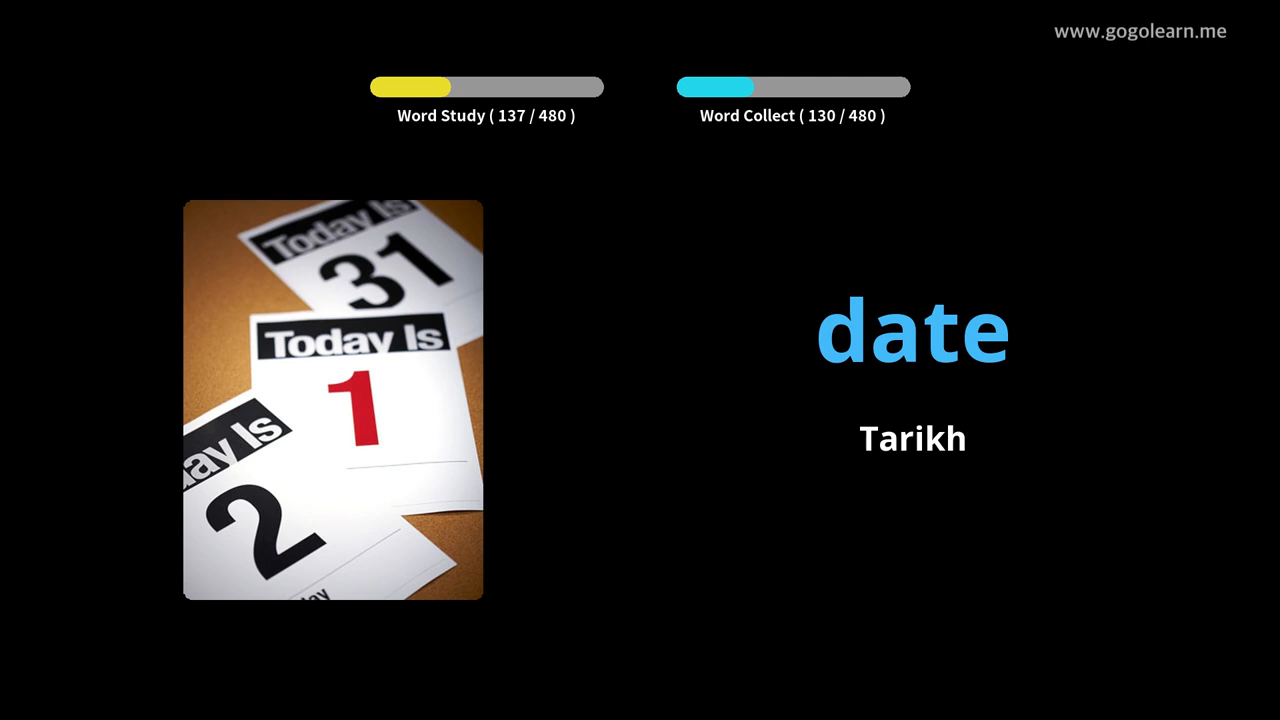 www.gogolearn.me
Word Study ( 137 / 480 )
Word Collect ( 130 / 480 )
Today Is
31
Today Is
1
ay Is
2
day
date
Tarikh